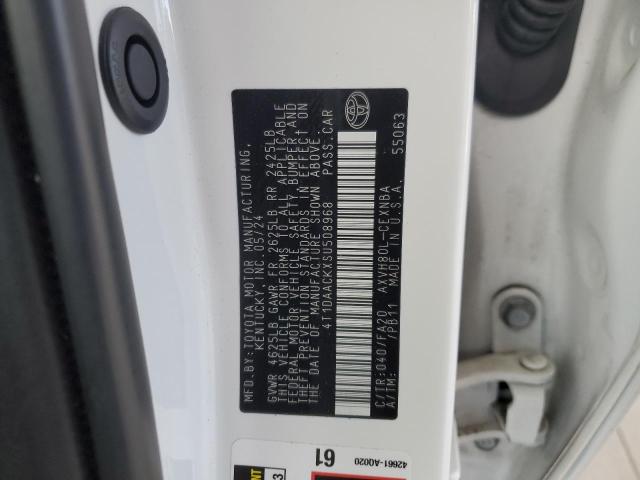 MFD. BY:TOYOTA MOTOR MANUFACTURING,
KENTUCKY, INC. 05/24
GVWR 4625LB GAWR FR 2625LB RR 2425LB
THIS VEHICLE CONFORMS TO ALL APPLICABLE
FEDERAL MOTOR VEHICLE SAFETY, BUMPER AND
THEFT PREVENTION STANDARDS IN EFFECT ON
THE DATE OF MANUFACTURE SHOWN ABOVE.
4T1DAACKXSU508968 PASS.CAR
C/TR:040/FA20 AXVH80L-CEXNBA
A/TM: /PB11 MADE IN U.S.A.
55063
61
42661-A0020